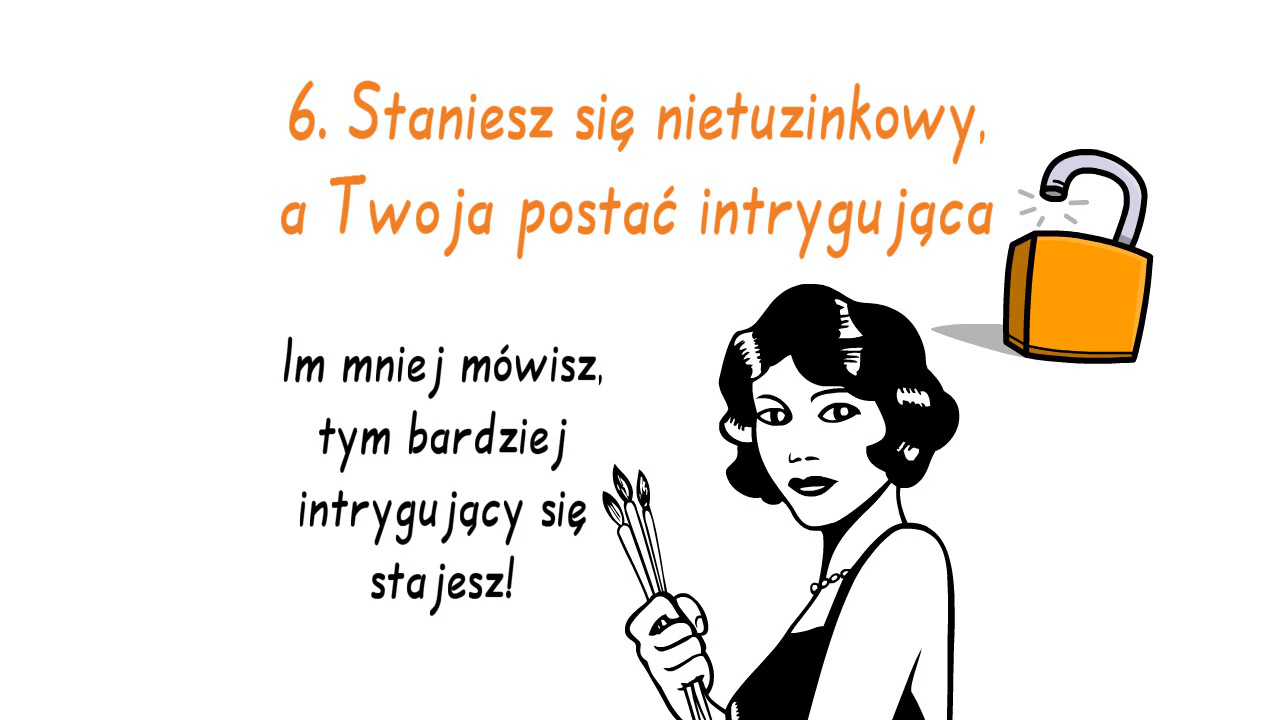 6. Staniesz się nietuzinkowy,
a Twoja postać intrygująca
Im mniej mówisz,
tym bardziej
intrygujący się
stajesz!